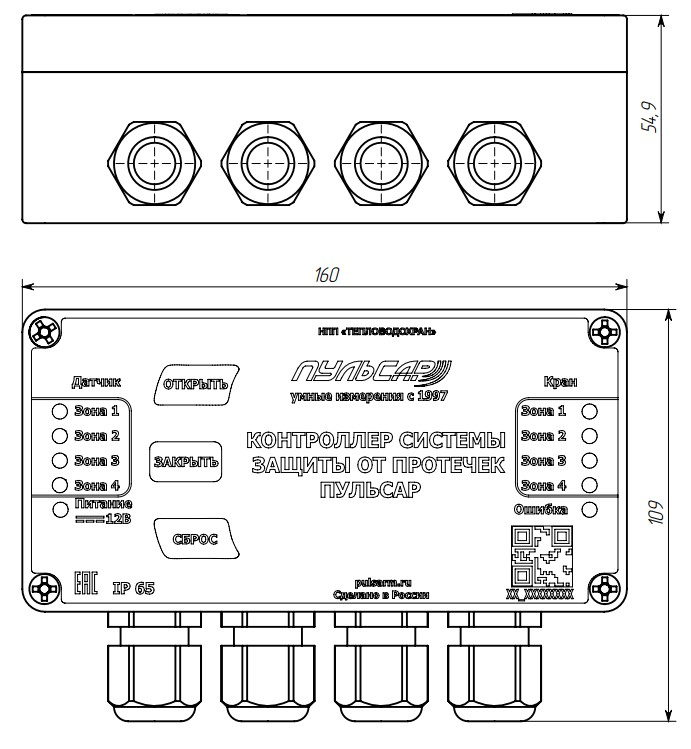 54,9
160
НПП «ТЕПЛОВОДОХРАН»
ПУЛЬСАР
умные измерения с 1997
Датчик
ОТКРЫТЬ
Кран
Зона 1
Зона 2
Зона 3
Зона 4
Питание
12В
ЗАКРЫТЬ
СБРОС
КОНТРОЛЛЕР СИСТЕМЫ
ЗАЩИТЫ ОТ ПРОТЕЧЕК
ПУЛЬСАР
Зона 1
Зона 2
Зона 3
Зона 4
Ошибка
109
EAC
IP 65
pulsarm.ru
Сделано в России
XX_XXXXXXXX